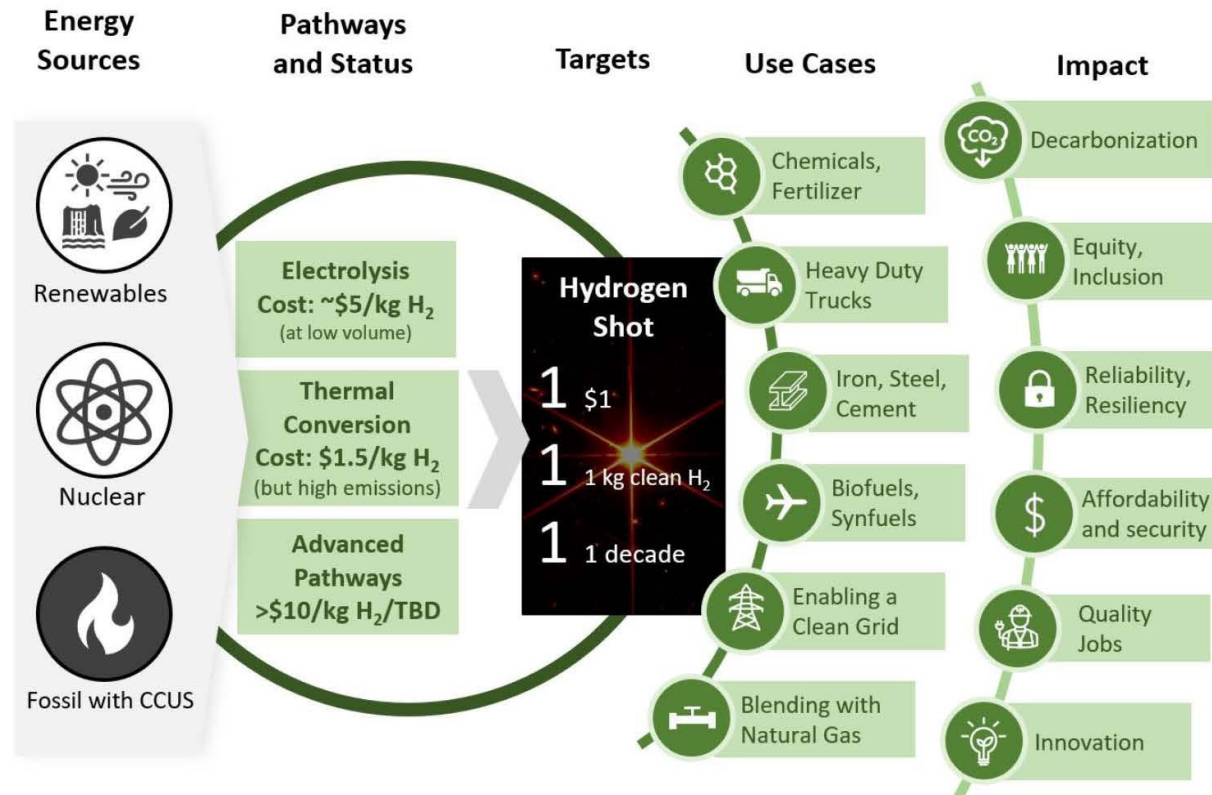 Energy
Sources
Pathways
and Status
Targets
Use Cases
Impact
Renewables
Nuclear
Fossil with CCUS
Electrolysis
Cost: ~$5/kg H₂
(at low volume)
Thermal
Conversion
Cost: $1.5/kg H₂
(but high emissions)
Advanced
Pathways
>$10/kg H₂/TBD
Hydrogen
Shot
1 $1
1 1 kg clean H₂
1 1 decade
Chemicals,
Fertilizer
Heavy Duty
Trucks
Iron, Steel,
Cement
Biofuels,
Synfuels
Enabling a
Clean Grid
Blending with
Natural Gas
CO₂
Decarbonization
Equity,
Inclusion
Reliability,
Resiliency
$
Affordability
and security
Quality
Jobs
Innovation